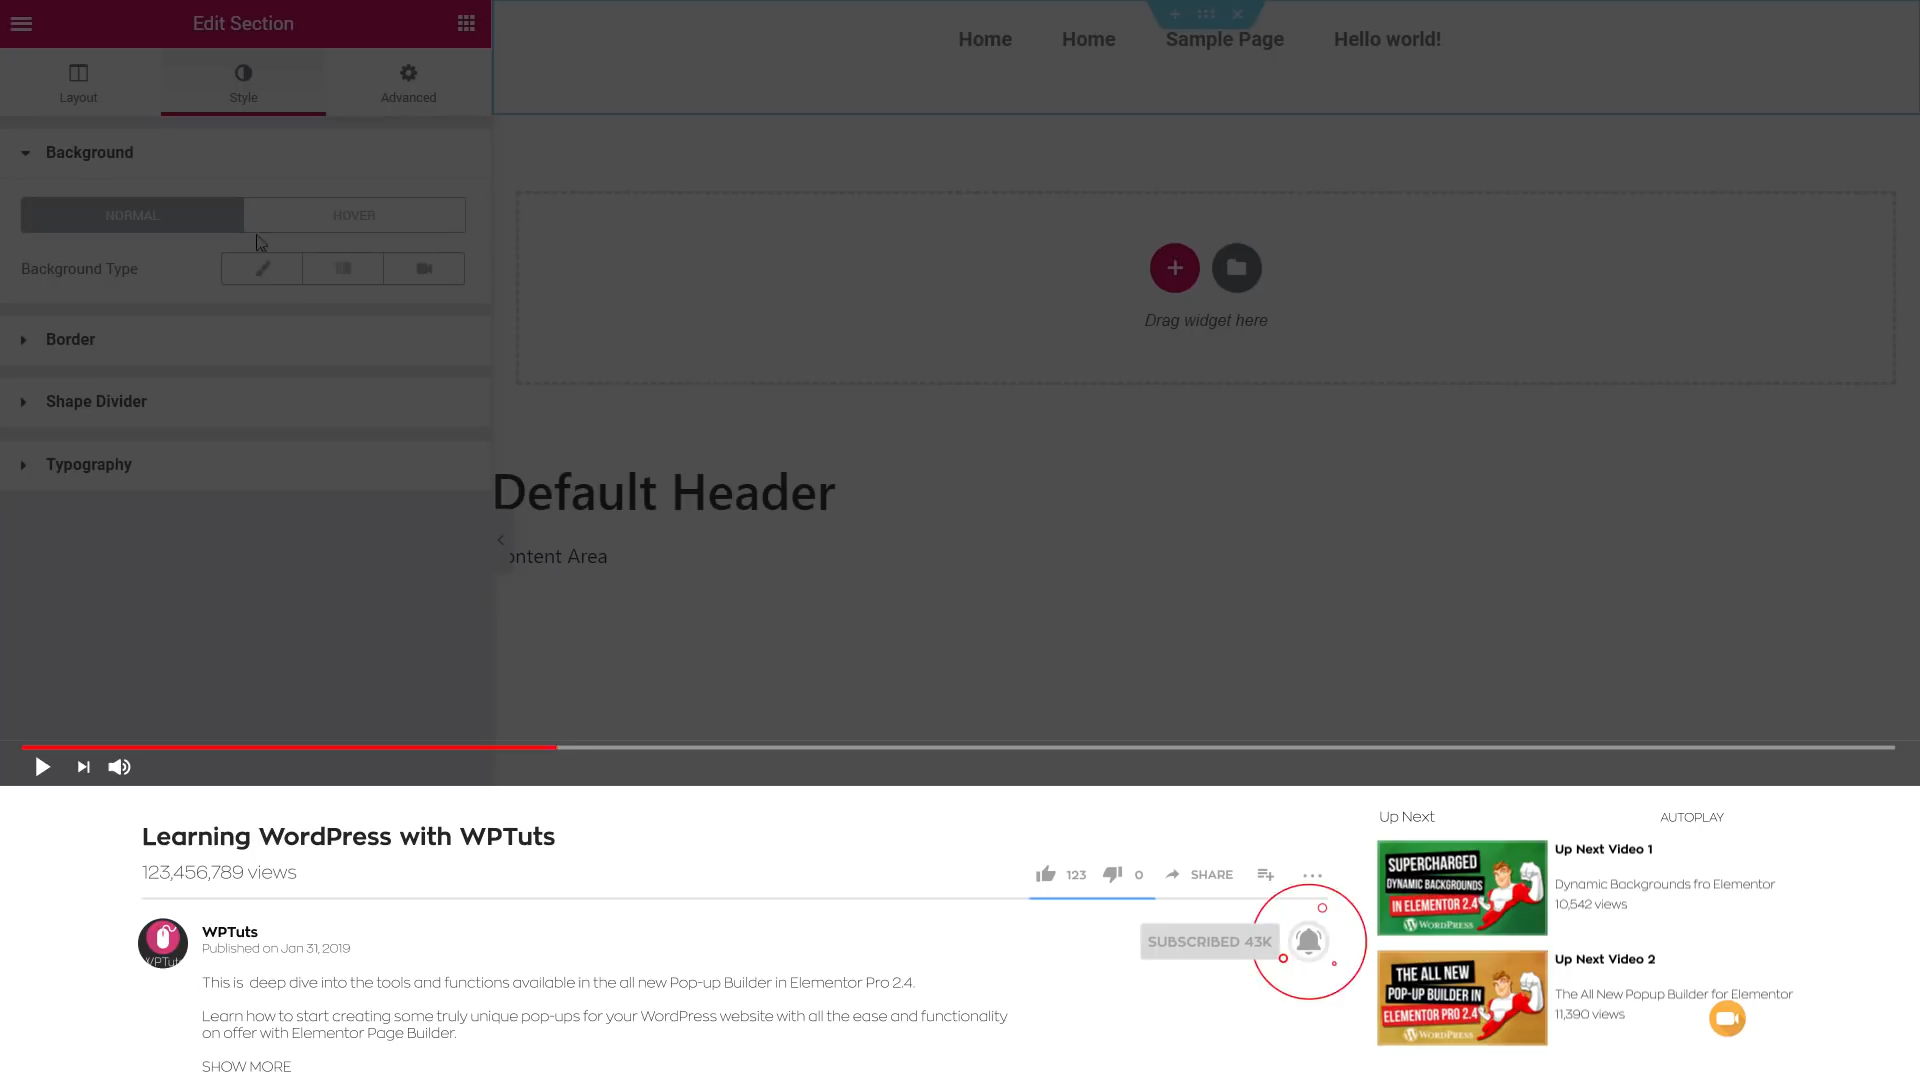 Edit Section
Home
Home
Sample Page
Hello world!
Layout
Style
Advanced
Background
NORMAL
HOVER
Background Type
Drag widget here
Border
Shape Divider
Typography
Default Header
ontent Area
Learning WordPress with WPTuts
123,456,789 views
123
0
SHARE
WPTuts
Published on Jan 31, 2019
SUBSCRIBED 43K
This is deep dive into the tools and functions available in the all new Pop-up Builder in Elementor Pro 2.4.
Learn how to start creating some truly unique pop-ups for your WordPress website with all the ease and functionality
on offer with Elementor Page Builder.
SHOW MORE
Up Next
AUTOPLAY
SUPERCHARGED
DYNAMIC BACKGROUNDS
IN ELEMENTOR 2.4
WORDPRESS
Up Next Video 1
Dynamic Backgrounds fro Elementor
10,542 views
THE ALL NEW
POP-UP BUILDER IN
ELEMENTOR PRO 2.4
WORDPRESS
Up Next Video 2
The All New Popup Builder for Elementor
11,390 views